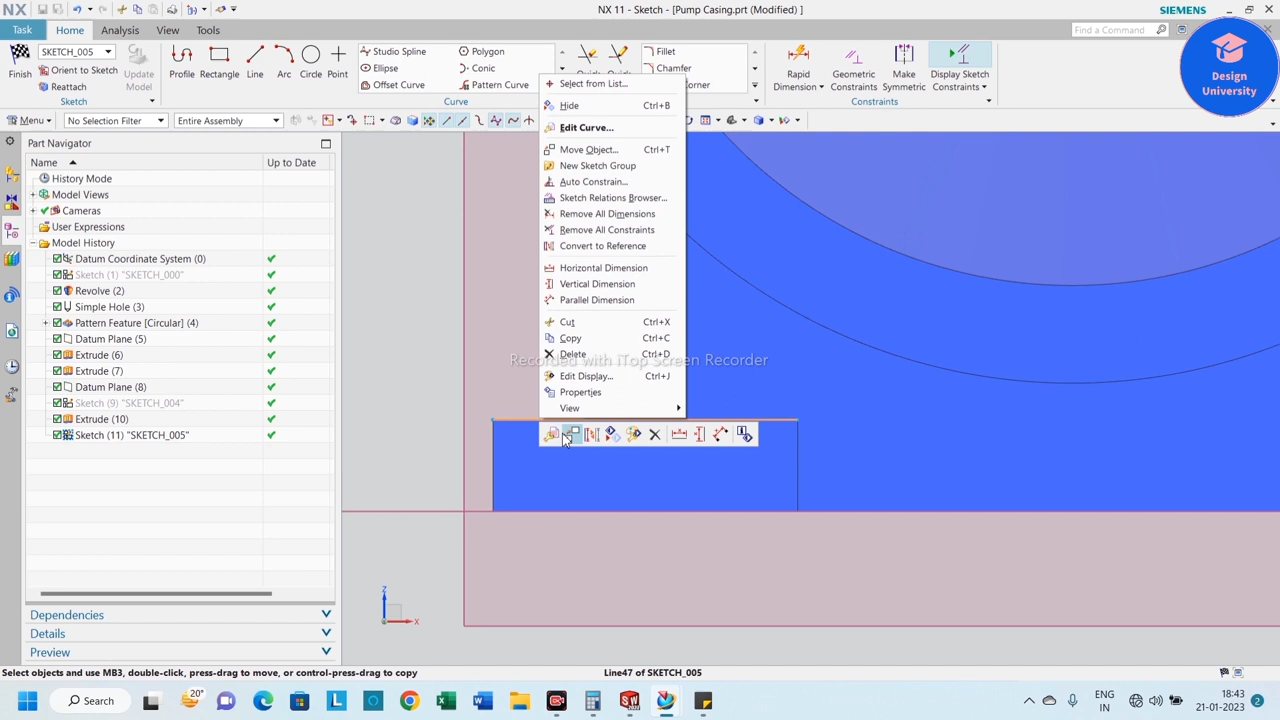 NX
NX 11 - Sketch - [Pump Casing.prt (Modified) ]
SIEMENS
Task
Home
Analysis
View
Tools
Find a Command
SKETCH_005
Orient to Sketch
Reattach
Finish
Update
Model
Sketch
Profile
Rectangle
Line
Arc
Circle
Point
Studio Spline
Ellipse
Offset Curve
Polygon
Conic
Pattern Curve
Curve
Fillet
Chamfer
Rapid
Dimension
Geometric
Constraints
Make
Symmetric
Display Sketch
Constraints
Constraints
Design
University
Menu
No Selection Filter
Entire Assembly
Part Navigator
Name
Up to Date
History Mode
Model Views
Cameras
User Expressions
Model History
Datum Coordinate System (0)
Sketch (1) "SKETCH_000"
Revolve (2)
Simple Hole (3)
Pattern Feature [Circular] (4)
Datum Plane (5)
Extrude (6)
Extrude (7)
Datum Plane (8)
Sketch (9) "SKETCH_004"
Extrude (10)
Sketch (11) "SKETCH_005"
Dependencies
Details
Preview
Select from List...
Hide Ctrl+B
Edit Curve...
Move Object... Ctrl+T
New Sketch Group
Auto Constrain...
Sketch Relations Browser...
Remove All Dimensions
Remove All Constraints
Convert to Reference
Horizontal Dimension
Vertical Dimension
Parallel Dimension
Cut Ctrl+X
Copy Ctrl+C
Delete Ctrl+D
Edit Display... Ctrl+J
Properties
View
Recorded with iTop Screen Recorder
Z
X
Select objects and use MB3, double-click, press-drag to move, or control-press-drag to copy
Line47 of SKETCH_005
Search
20°
ENG
IN
18:43
21-01-2023
2